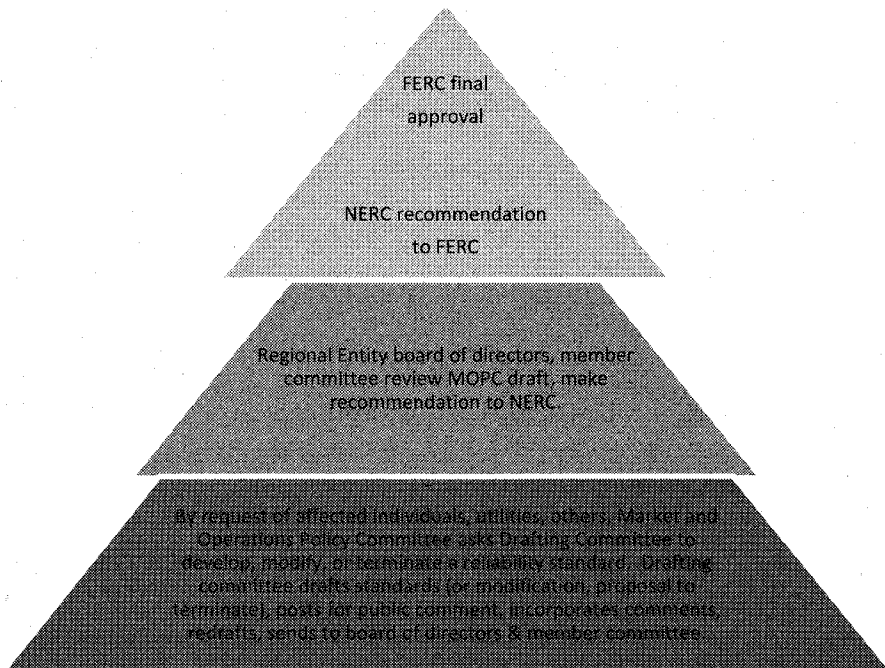 FERC final
approval
NERC recommendation
to FERC
Regional Entity board of directors, member
committee review MOPC draft, make
recommendation to NERC.
By request of affected individuals, utilities, others, Market and
Operations Policy Committee asks Drafting Committee to
develop, modify, or terminate a reliability standard. Drafting
committee drafts standards (or modification, proposal to
terminate), posts for public comment, incorporates comments,
redrafts, sends to board of directors & member committee.